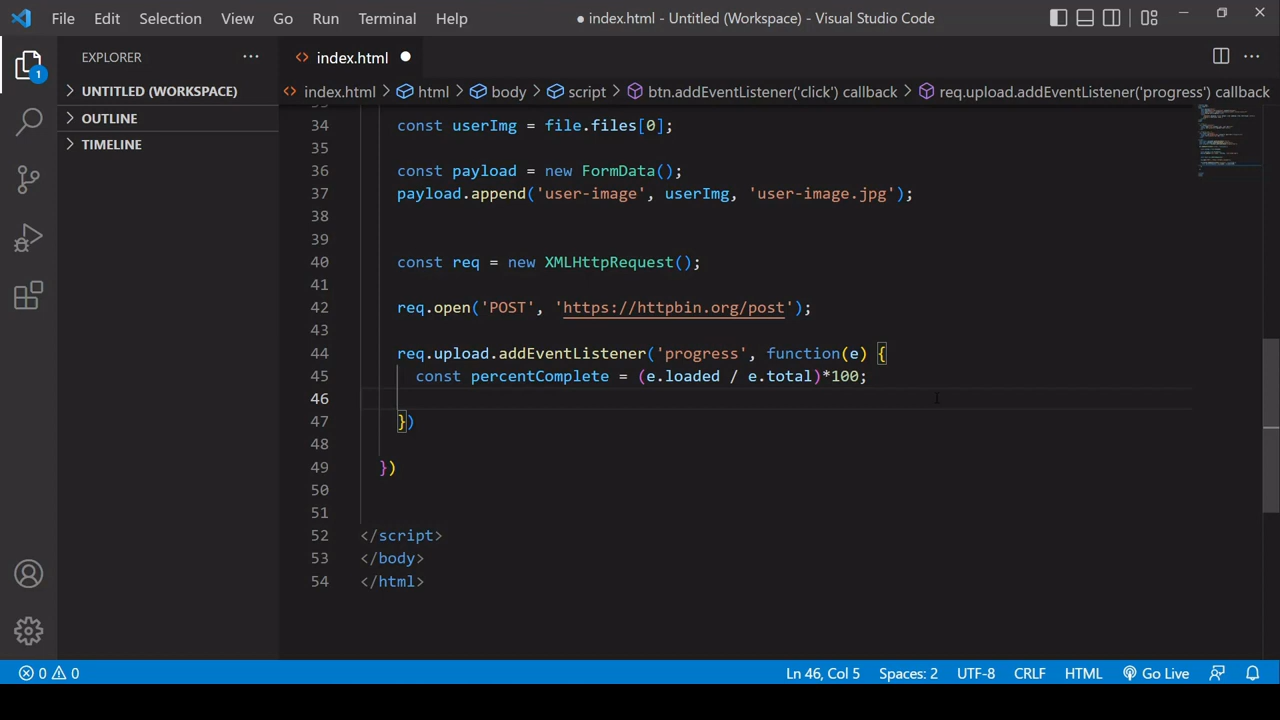 File Edit Selection View Go Run Terminal Help ● index.html - Untitled (Workspace) - Visual Studio Code
EXPLORER ···
1
UNTITLED (WORKSPACE)
OUTLINE
TIMELINE
index.html ●
index.html > html > body > script > btn.addEventListener('click') callback > req.upload.addEventListener('progress') callback
34 const userImg = file.files[0];
35
36 const payload = new FormData();
37 payload.append('user-image', userImg, 'user-image.jpg');
38
39
40 const req = new XMLHttpRequest();
41
42 req.open('POST', 'https://httpbin.org/post');
43
44 req.upload.addEventListener('progress', function(e) {
45 const percentComplete = (e.loaded / e.total)*100;
46
47 })
48
49 })
50
51
52 </script>
53 </body>
54 </html>
0 0 Ln 46, Col 5 Spaces: 2 UTF-8 CRLF HTML Go Live